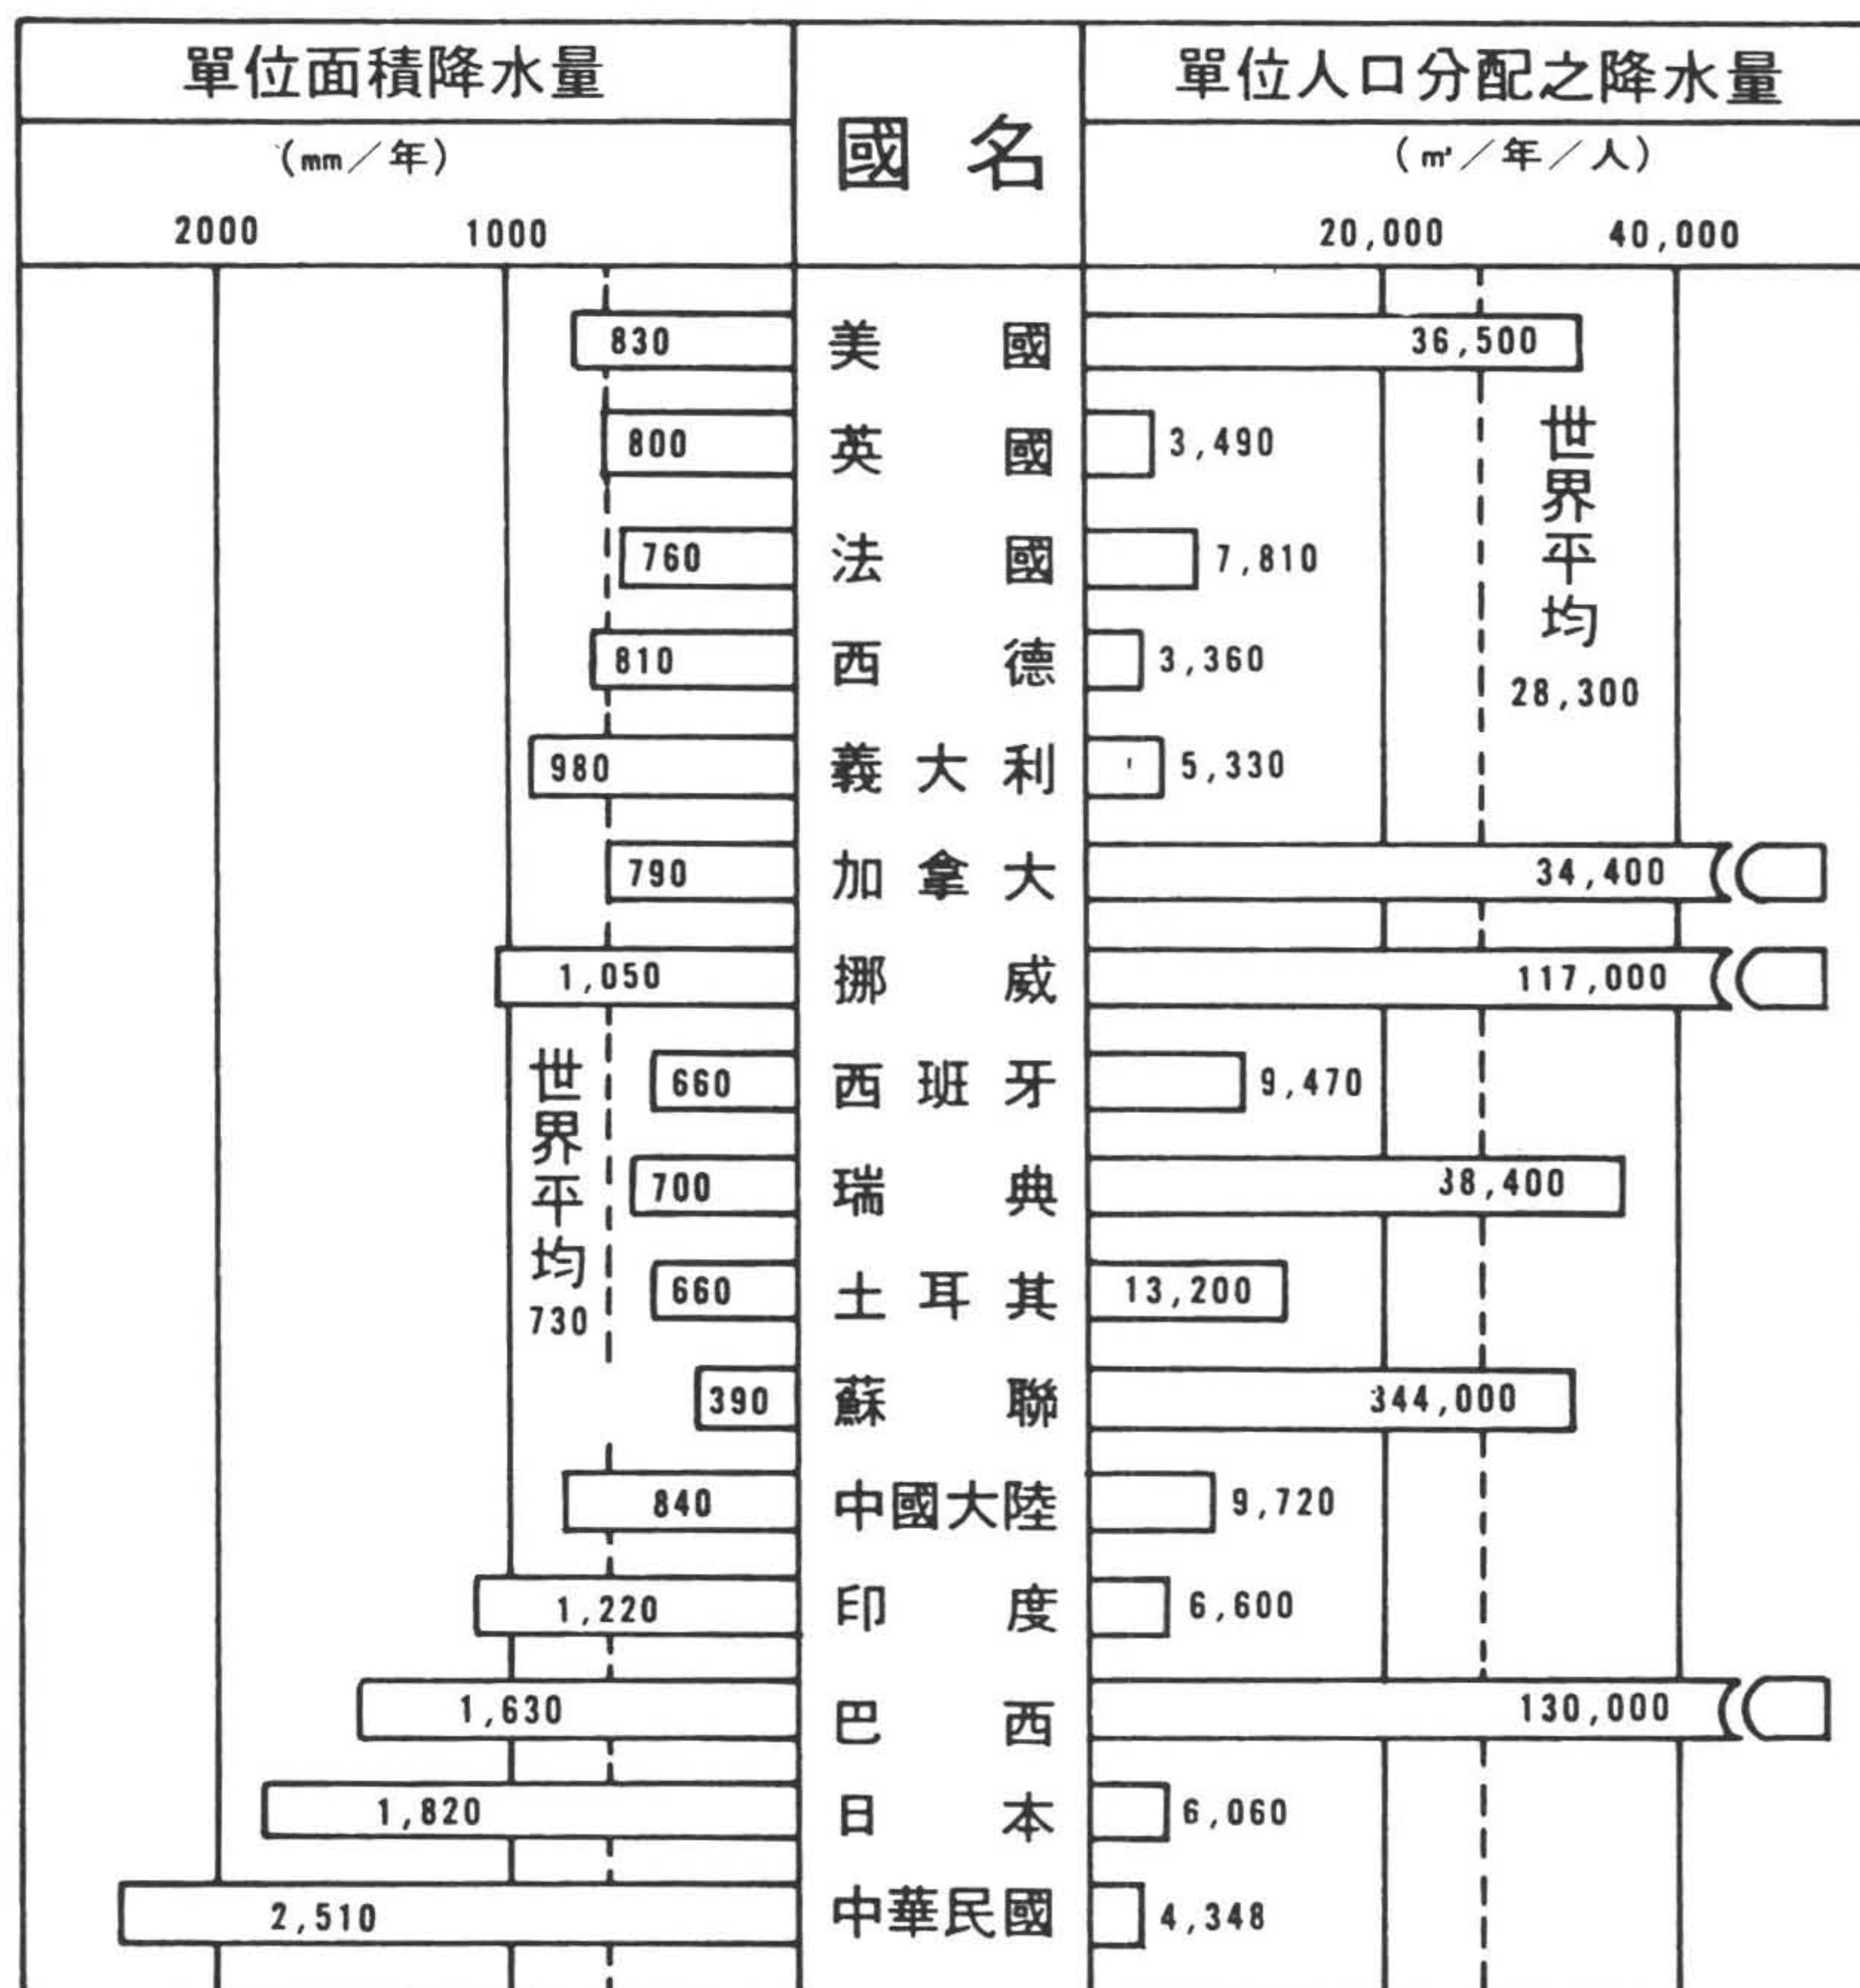 單位面積降水量 國名 單位人口分配之降水量
(mm/年) (m³/年/人)
2000 1000 20,000 40,000
830 美國 36,500
800 英國 3,490
760 法國 7,810
810 西德 3,360
980 義大利 5,330
790 加拿大 34,400
1,050 挪威 117,000
660 西班牙 9,470
700 瑞典 38,400
660 土耳其 13,200
390 蘇聯 344,000
840 中國大陸 9,720
1,220 印度 6,600
1,630 巴西 130,000
1,820 日本 6,060
2,510 中華民國 4,348
世界平均
730
世界平均
28,300